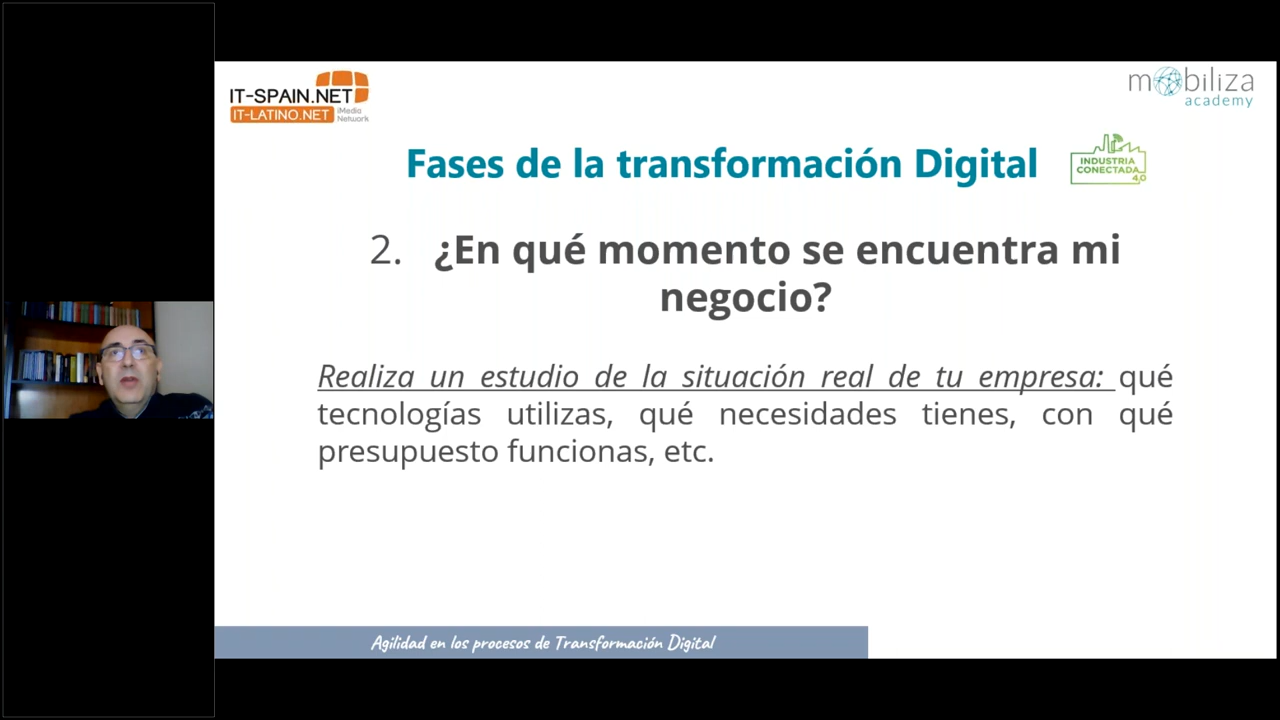 IT-SPAIN.NET
IT-LATINO.NET
iMedia
Network
mobiliza
academy
Fases de la transformación Digital
INDUSTRIA
CONECTADA
4.0
2. ¿En qué momento se encuentra mi
negocio?
Realiza un estudio de la situación real de tu empresa: qué
tecnologías utilizas, qué necesidades tienes, con qué
presupuesto funcionas, etc.
Agilidad en los procesos de Transformación Digital